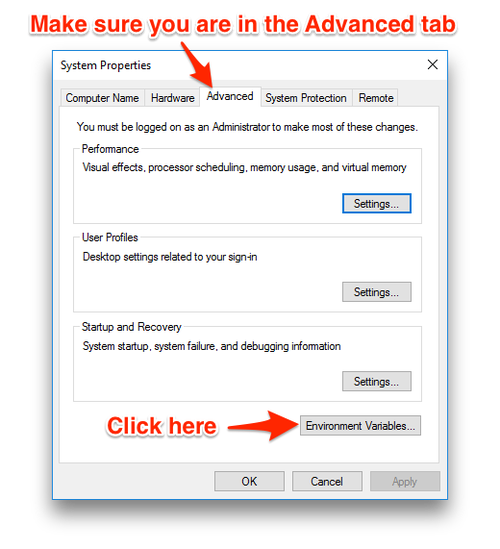 Make sure you are in the Advanced tab
System Properties
Computer Name Hardware Advanced System Protection Remote
You must be logged on as an Administrator to make most of these changes.
Performance
Visual effects, processor scheduling, memory usage, and virtual memory
Settings...
User Profiles
Desktop settings related to your sign-in
Settings...
Startup and Recovery
System startup, system failure, and debugging information
Settings...
Click here Environment Variables...
OK Cancel Apply